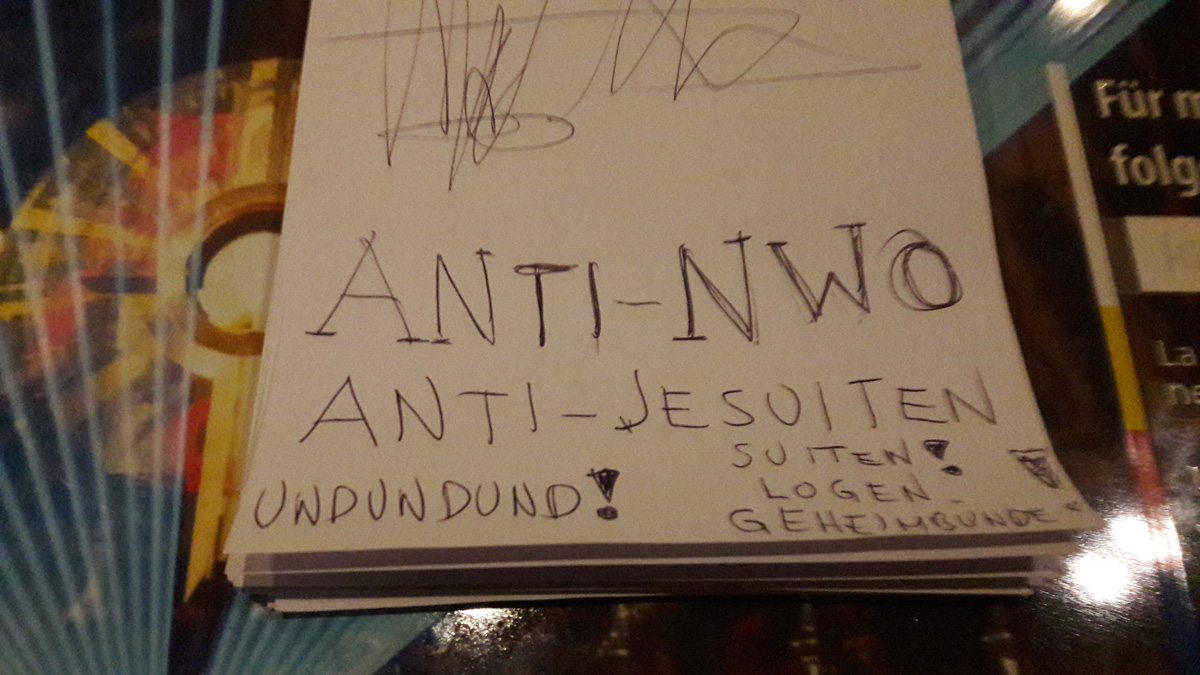 ANTI-NWO
ANTI-JESUITEN
SUITEN!
LOGEN-
GEHEIMBÜNDE
UNDUNDUND!
Für
folg
La
ne